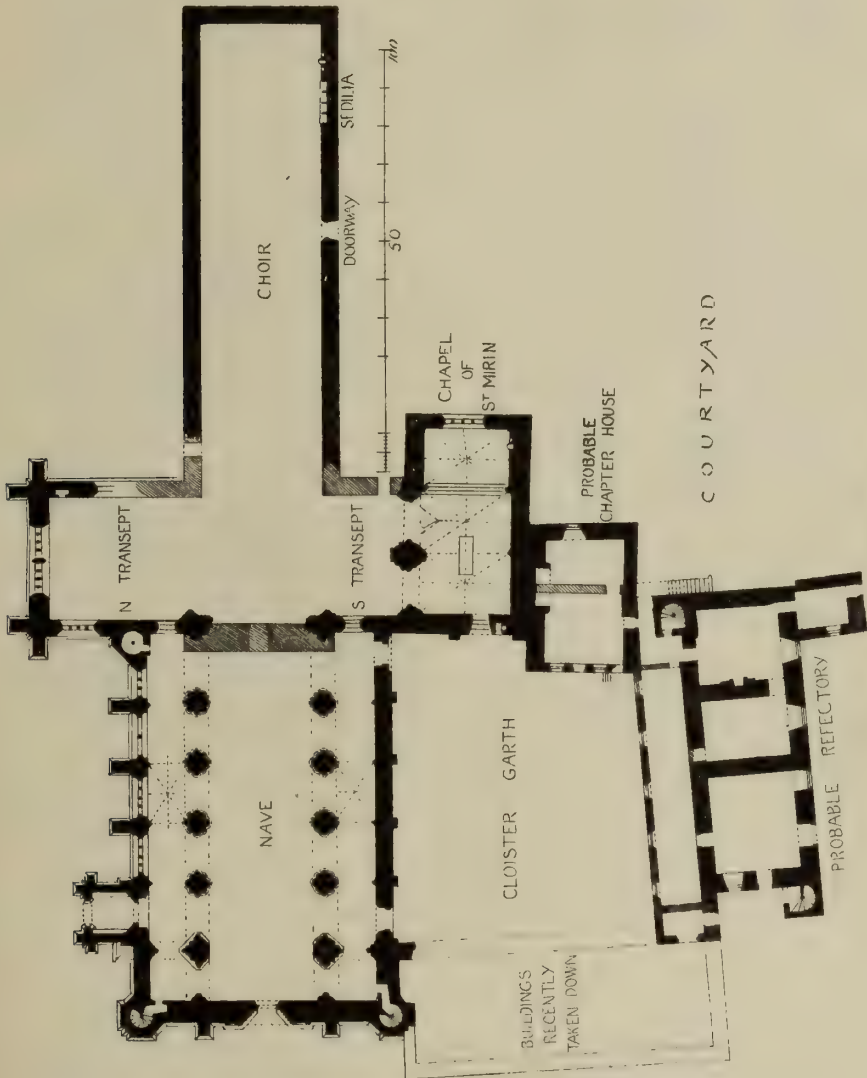 CHOIR
DOORWAY
SEDILIA
50
100
N TRANSEPT
S TRANSEPT
CHAPEL
OF
ST MIRIN
PROBABLE
CHAPTER HOUSE
COURTYARD
NAVE
CLOISTER GARTH
PROBABLE REFECTORY
BUILDINGS
RECENTLY
TAKEN DOWN